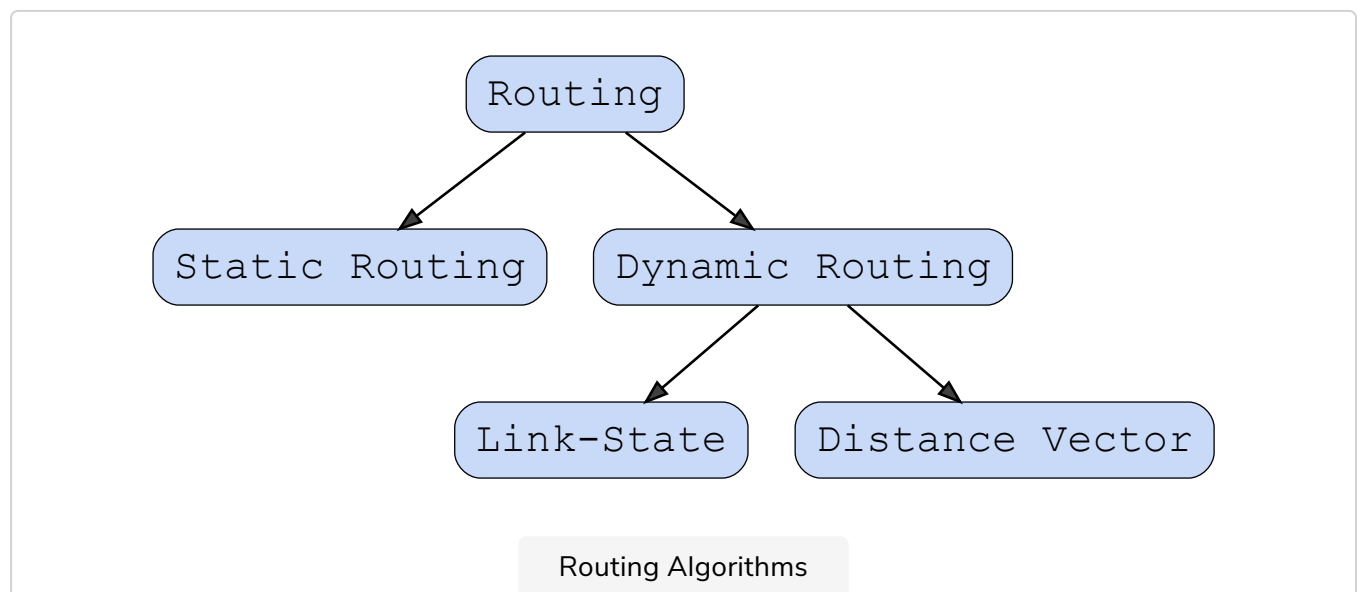 Routing
Static Routing
Dynamic Routing
Link-State
Distance Vector
Routing Algorithms